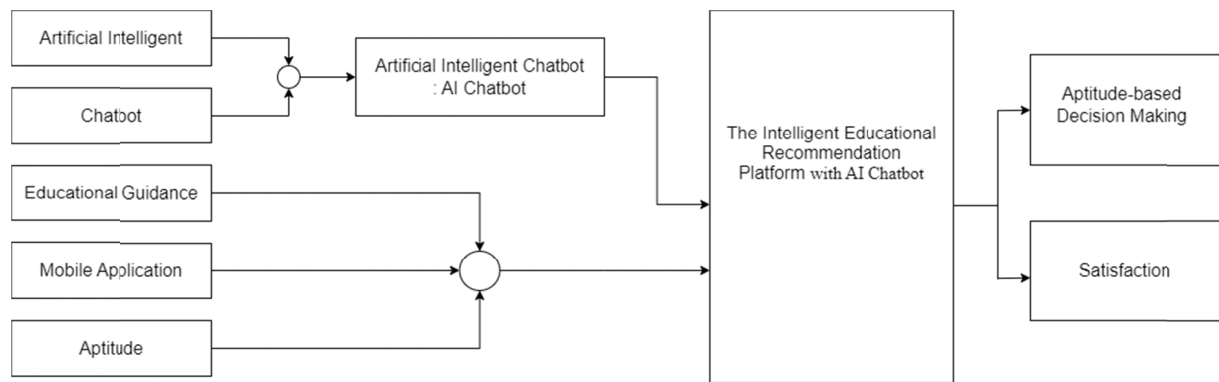 Artificial Intelligent
Chatbot
Educational Guidance
Mobile Application
Aptitude
Artificial Intelligent Chatbot
: AI Chatbot
The Intelligent Educational
Recommendation
Platform with AI Chatbot
Aptitude-based
Decision Making
Satisfaction